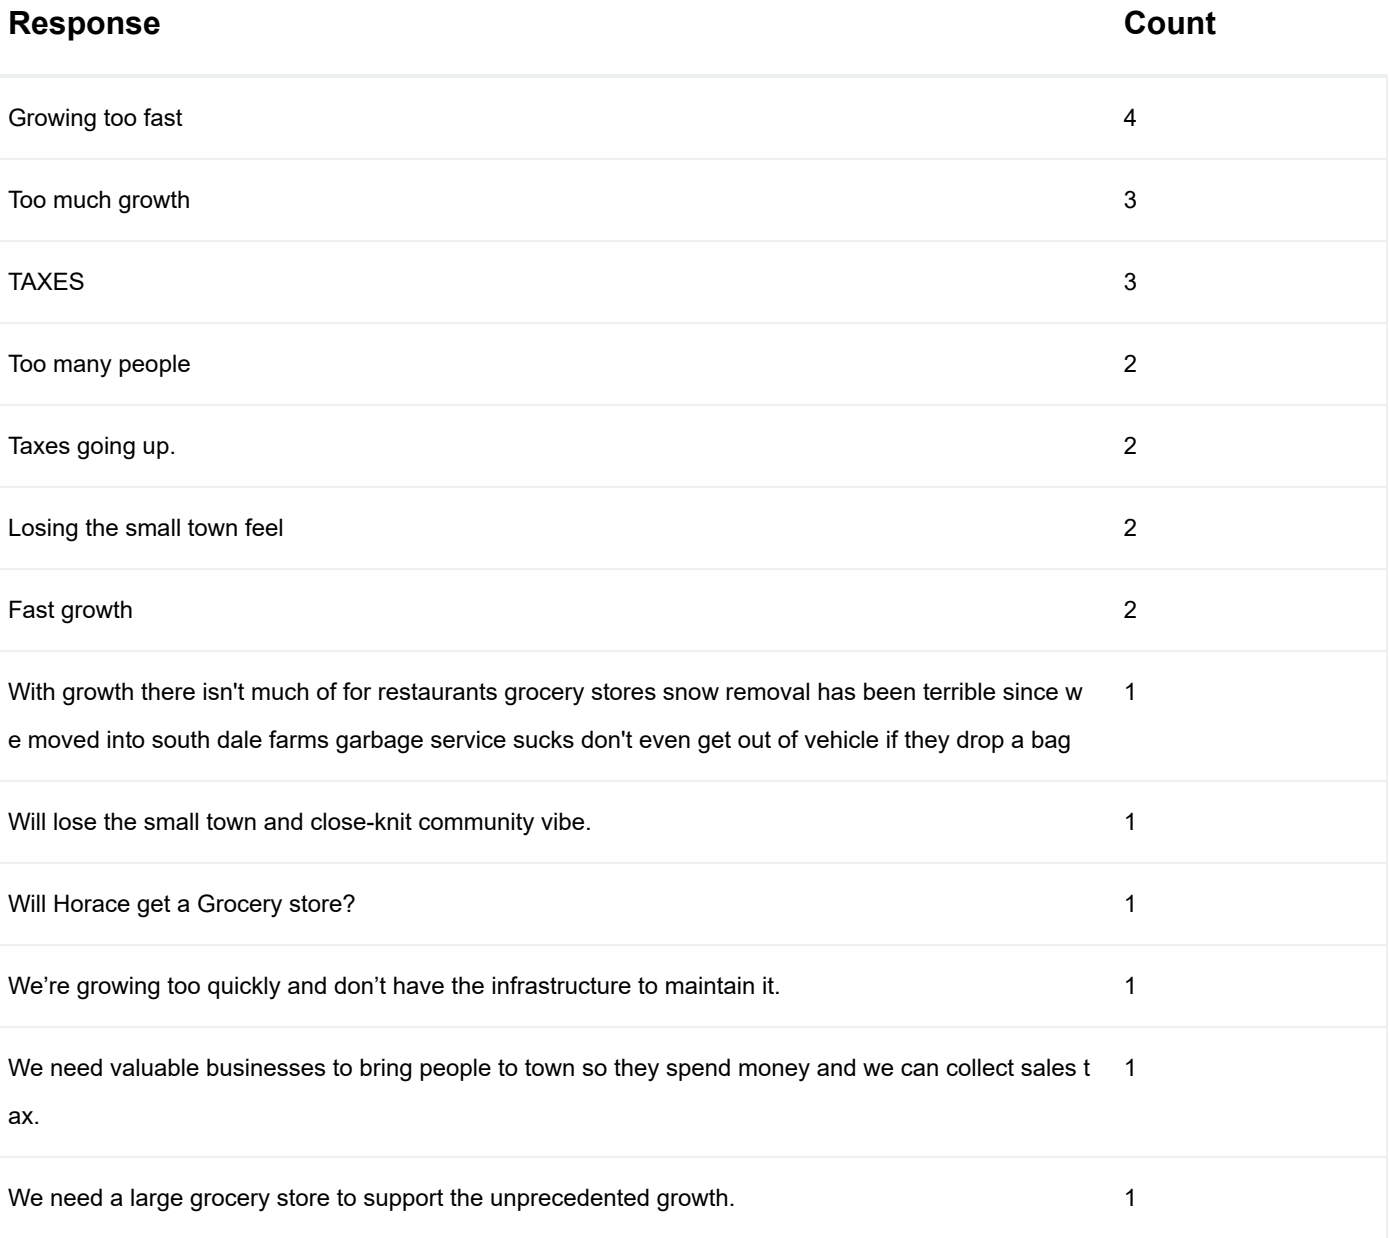 Response Count
Growing too fast 4
Too much growth 3
TAXES 3
Too many people 2
Taxes going up. 2
Losing the small town feel 2
Fast growth 2
With growth there isn't much of for restaurants grocery stores snow removal has been terrible since w 1
e moved into south dale farms garbage service sucks don't even get out of vehicle if they drop a bag
Will lose the small town and close-knit community vibe. 1
Will Horace get a Grocery store? 1
We’re growing too quickly and don’t have the infrastructure to maintain it. 1
We need valuable businesses to bring people to town so they spend money and we can collect sales t 1
ax.
We need a large grocery store to support the unprecedented growth. 1